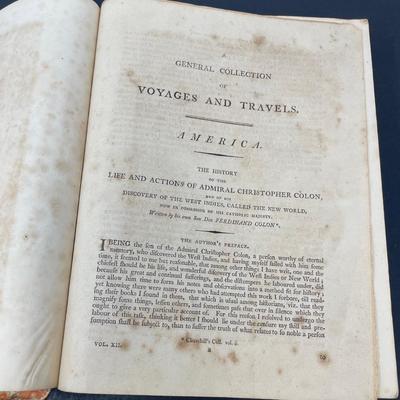 A
GENERAL COLLECTION
OF
VOYAGES AND TRAVELS.
AMERICA.
THE HISTORY
OF THE
LIFE AND ACTIONS OF ADMIRAL CHRISTOPHER COLON,
AND OF HIS
DISCOVERY OF THE WEST INDIES, CALLED THE NEW WORLD,
NOW IN POSSESSION OF HIS CATHOLIC MAJESTY.
Written by his own Son Don FERDINAND COLON*.
THE AUTHOR'S PREFACE.
I BEING the son of the Admiral Christopher Colon, a person worthy of eternal
memory, who discovered the West Indies, and having myself sailed with him some
time, it seemed to me but reasonable, that among other things I have writ, one and the
chiefest should be his life, and wonderful discovery of the West Indies or New World;
because his great and continual sufferings, and the distempers he laboured under, did
not allow him time to form his notes and observations into a method fit for history;
yet knowing there were many others who had attempted this work I forbore, till read-
ing their books I found in them, that which is usual among historians, viz. that they
magnify some things, lessen others, and sometimes pass that over in silence which they
ought to give a very particular account of. For this reason I resolved to undergo the
labour of this task, thinking it better I should lie under the censure my skill and pre-
sumption shall be subject to, than to suffer the truth of what relates to so noble a person
* Churchill's Coll. vol. ii.
VOL. XII.
B
to